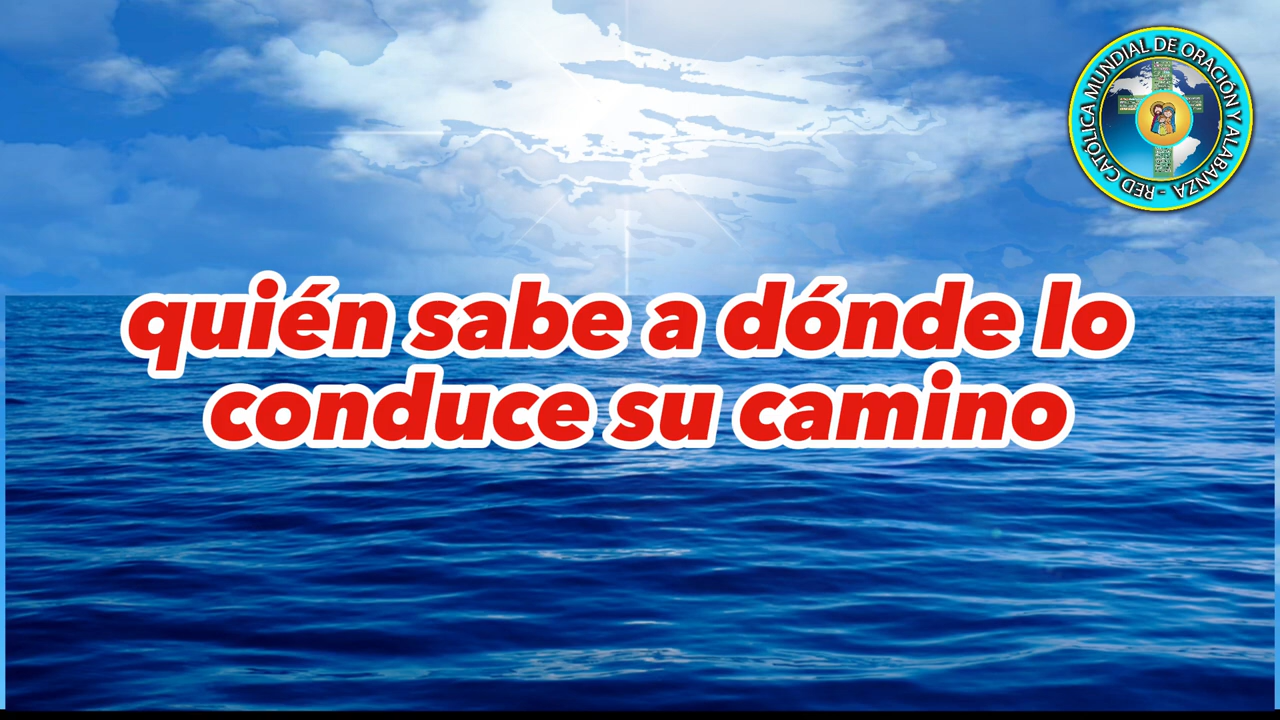 RED CATÓLICA MUNDIAL DE ORACIÓN Y ALABANZA -
quién sabe a dónde lo
conduce su camino